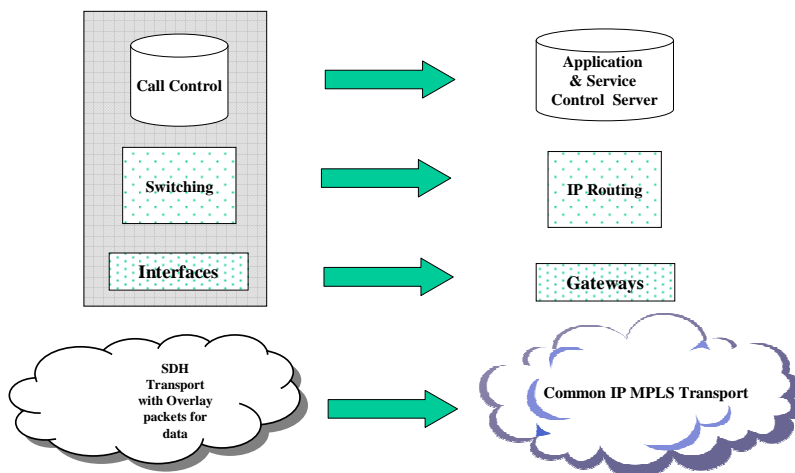 Call Control
Application
& Service
Control Server
Switching
IP Routing
Interfaces
Gateways
SDH
Transport
with Overlay
packets for
data
Common IP MPLS Transport